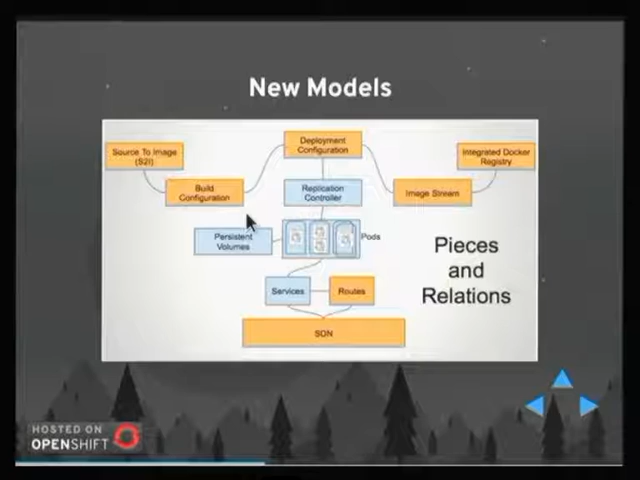 New Models
Source To Image
(S2I)
Deployment
Configuration
Integrated Docker
Registry
Build
Configuration
Replication
Controller
Image Stream
Persistent
Volumes
Pods
Pieces
and
Relations
Services
Routes
SDN
HOSTED ON
OPENSHIFT